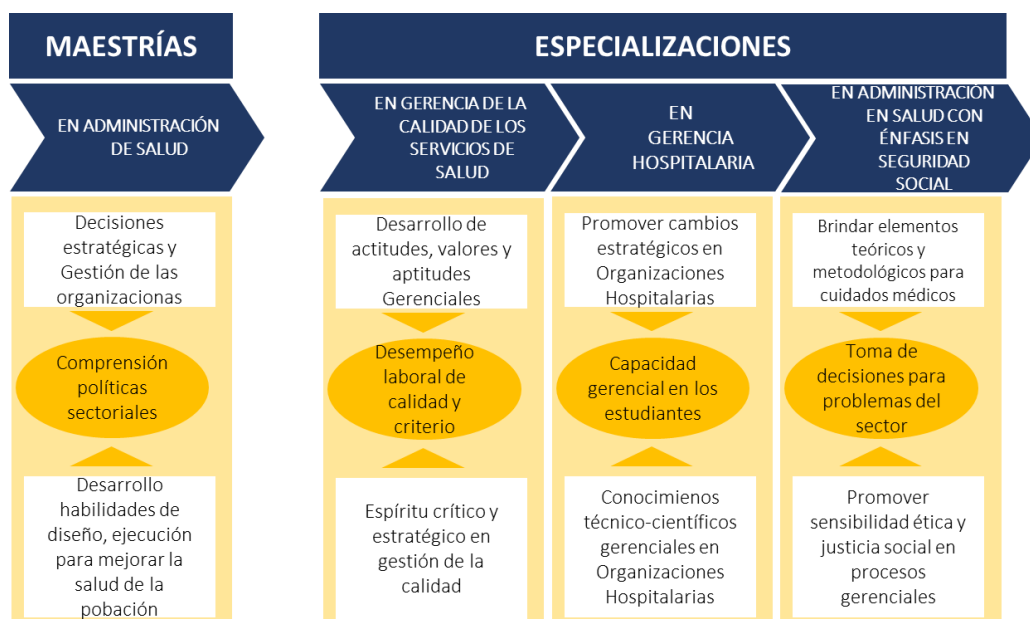 MAESTRÍAS
EN ADMINISTRACIÓN
DE SALUD
Decisiones
estratégicas y
Gestión de las
organizacionas
Comprensión
políticas
sectoriales
Desarrollo
habilidades de
diseño, ejecución
para mejorar la
salud de la
pobación
ESPECIALIZACIONES
EN GERENCIA DE LA
CALIDAD DE LOS
SERVICIOS DE
SALUD
Desarrollo de
actitudes, valores y
aptitudes
Gerenciales
Desempeño
laboral de
calidad y
criterio
Espíritu crítico y
estratégico en
gestión de la
calidad
EN
GERENCIA
HOSPITALARIA
Promover cambios
estratégicos en
Organizaciones
Hospitalarias
Capacidad
gerencial en los
estudiantes
Conocimienos
técnico-científicos
gerenciales en
Organizaciones
Hospitalarias
EN ADMINISTRACIÓN
EN SALUD CON
ÉNFASIS EN
SEGURIDAD
SOCIAL
Brindar elementos
teóricos y
metodológicos para
cuidados médicos
Toma de
decisiones para
problemas del
sector
Promover
sensibilidad ética y
justicia social en
procesos
gerenciales